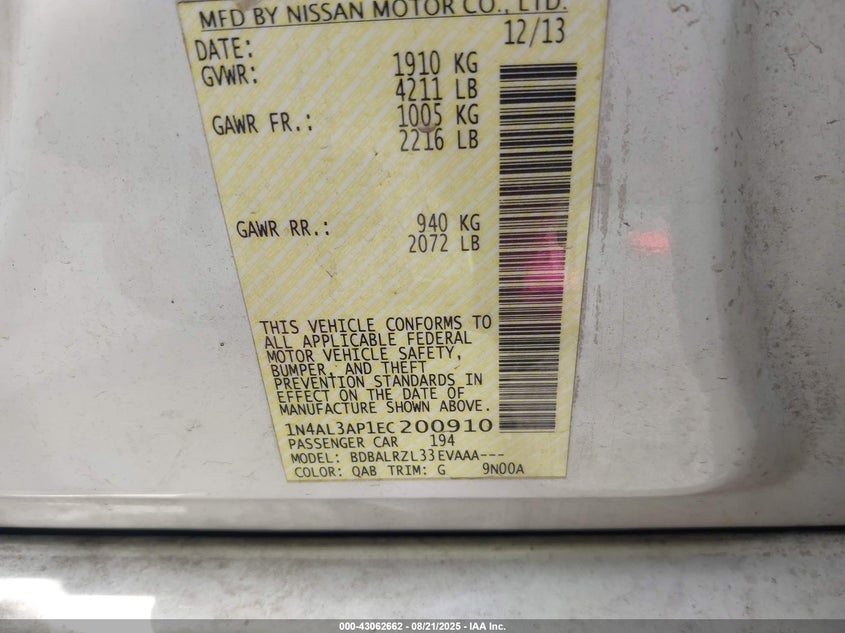 MFD BY NISSAN MOTOR CO., LTD.
DATE: 12/13
GVWR: 1910 KG
4211 LB
GAWR FR.: 1005 KG
2216 LB
GAWR RR.: 940 KG
2072 LB
THIS VEHICLE CONFORMS TO
ALL APPLICABLE FEDERAL
MOTOR VEHICLE SAFETY,
BUMPER, AND THEFT
PREVENTION STANDARDS IN
EFFECT ON THE DATE OF
MANUFACTURE SHOWN ABOVE.
1N4AL3AP1EC200910
PASSENGER CAR 194
MODEL: BDBALRZL33EVAAA---
COLOR: QAB TRIM: G 9N00A
000-43062662 - 08/21/2025 - IAA Inc.